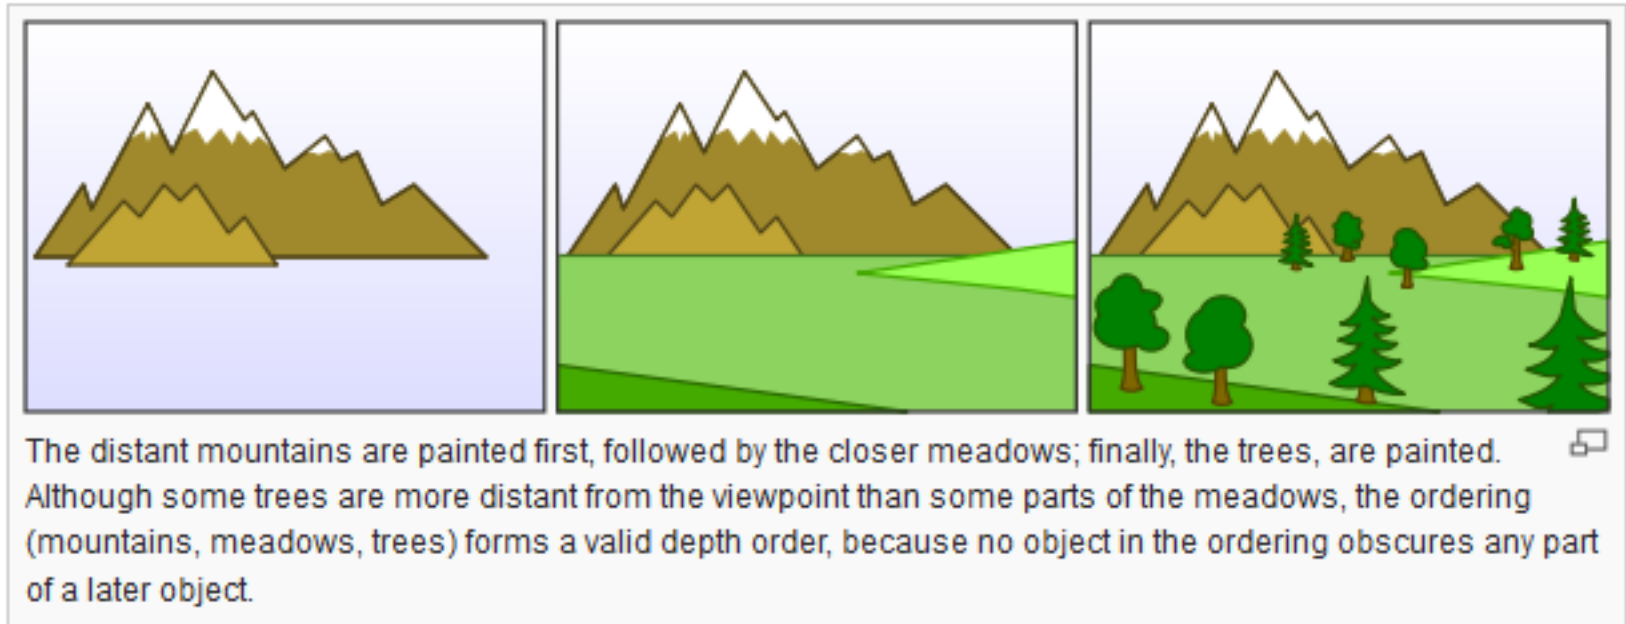 The distant mountains are painted first, followed by the closer meadows; finally, the trees, are painted.
Although some trees are more distant from the viewpoint than some parts of the meadows, the ordering
(mountains, meadows, trees) forms a valid depth order, because no object in the ordering obscures any part
of a later object.